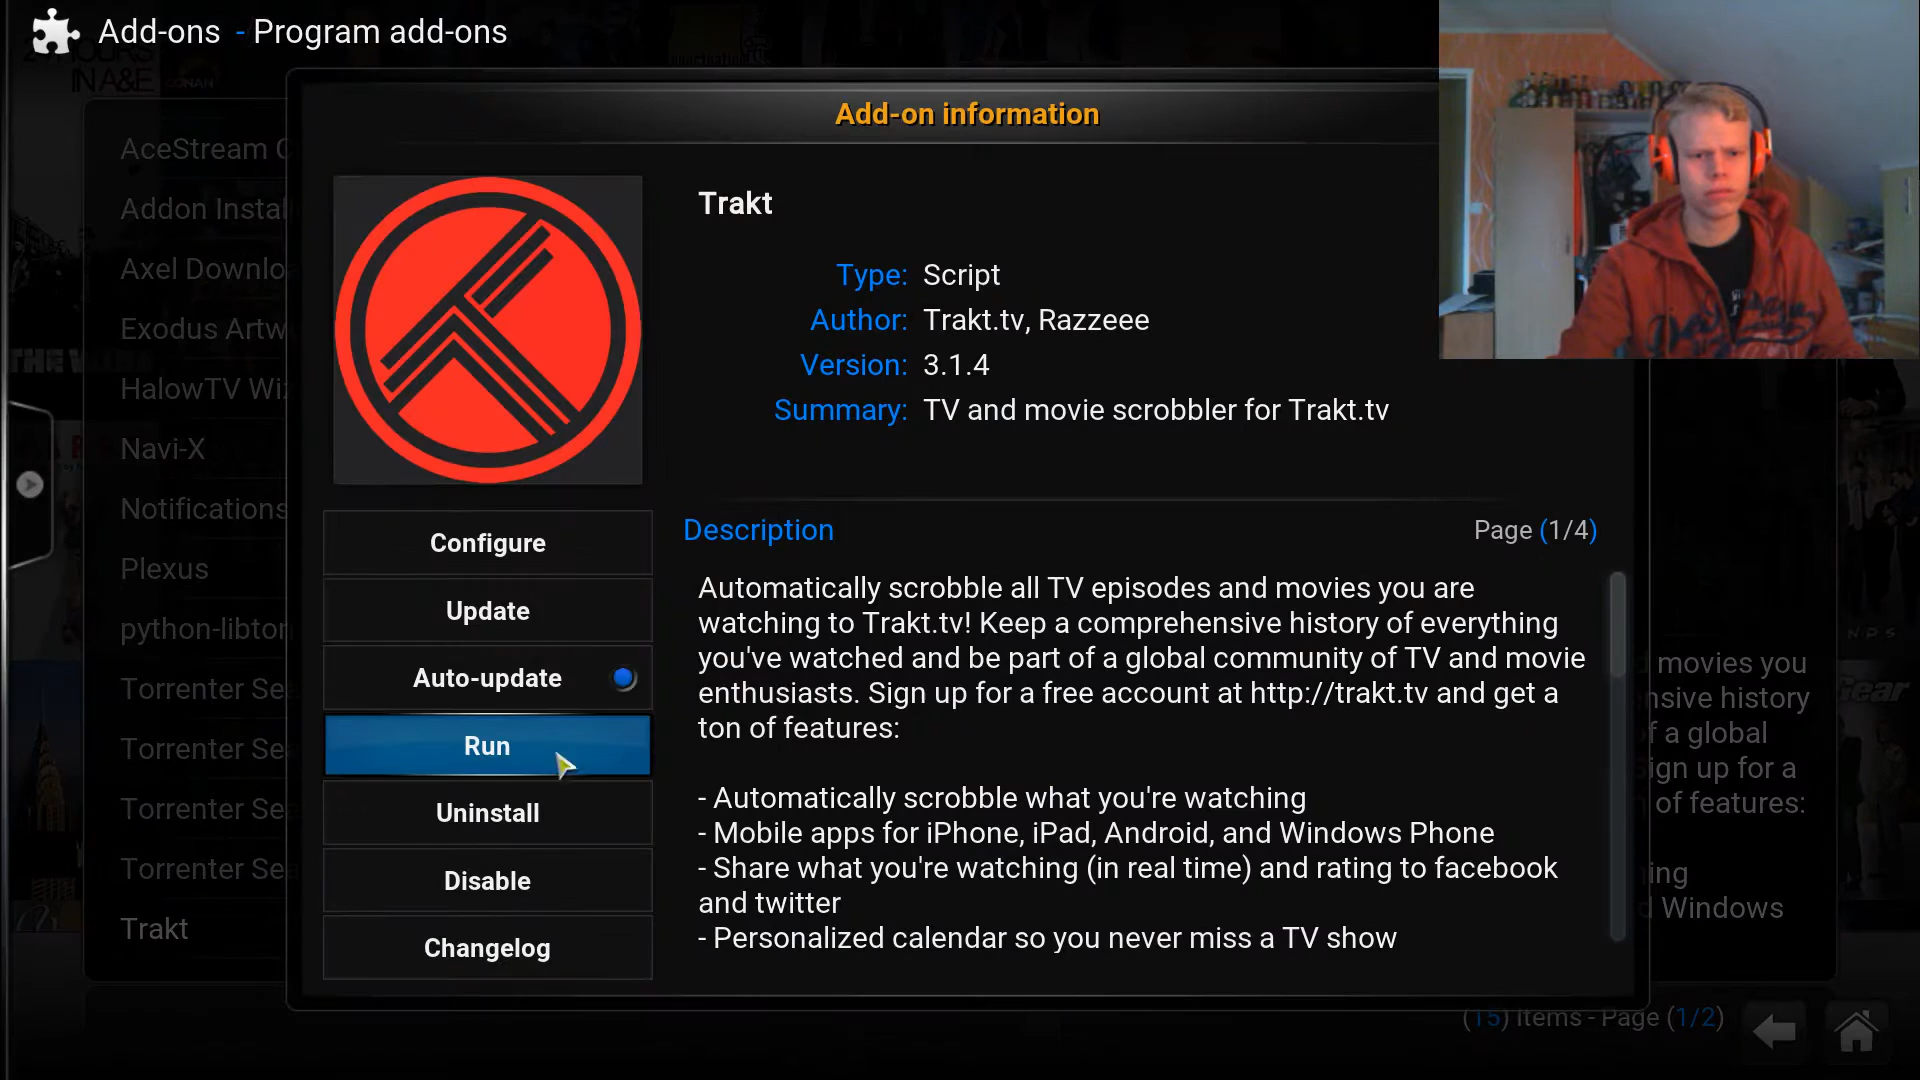 Add-ons - Program add-ons
IN A&E
CONAN
Add-on information
AceStream C
Addon Instal
Axel Downlo
Exodus Artw
HalowTV Wiz
Navi-X
Notifications
Plexus
python-libtor
Torrenter Sea
Torrenter Sea
Torrenter Sea
Torrenter Sea
Trakt
Trakt
Type: Script
Author: Trakt.tv, Razzeee
Version: 3.1.4
Summary: TV and movie scrobbler for Trakt.tv
Configure
Update
Auto-update
Run
Uninstall
Disable
Changelog
Description
Page (1/4)
Automatically scrobble all TV episodes and movies you are
watching to Trakt.tv! Keep a comprehensive history of everything
you've watched and be part of a global community of TV and movie
enthusiasts. Sign up for a free account at http://trakt.tv and get a
ton of features:
- Automatically scrobble what you're watching
- Mobile apps for iPhone, iPad, Android, and Windows Phone
- Share what you're watching (in real time) and rating to facebook
and twitter
- Personalized calendar so you never miss a TV show
movies you
nsive history
f a global
ign up for a
of features:
ing
d Windows
(15) Items - Page (1/2)